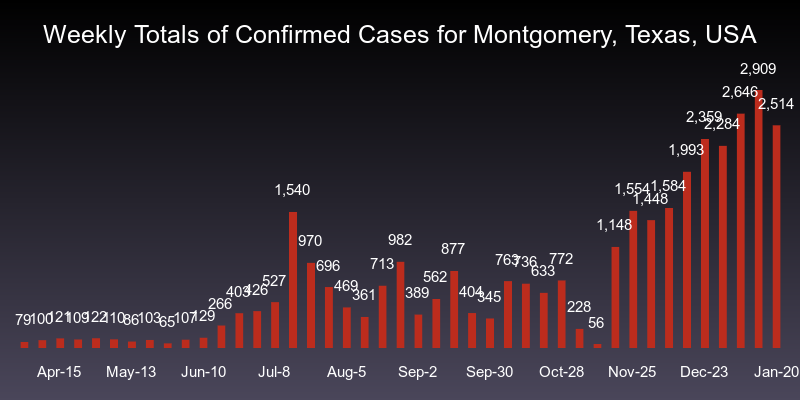 Weekly Totals of Confirmed Cases for Montgomery, Texas, USA
79 100 121 109 122 110 86 103 65 107 129 266 403 426 527 1,540 970 696 469 361 713 982 389 562 877 404 345 763 736 633 772 228 56 1,148 1,554 1,448 1,584 1,993 2,359 2,284 2,646 2,909 2,514
Apr-15 May-13 Jun-10 Jul-8 Aug-5 Sep-2 Sep-30 Oct-28 Nov-25 Dec-23 Jan-20